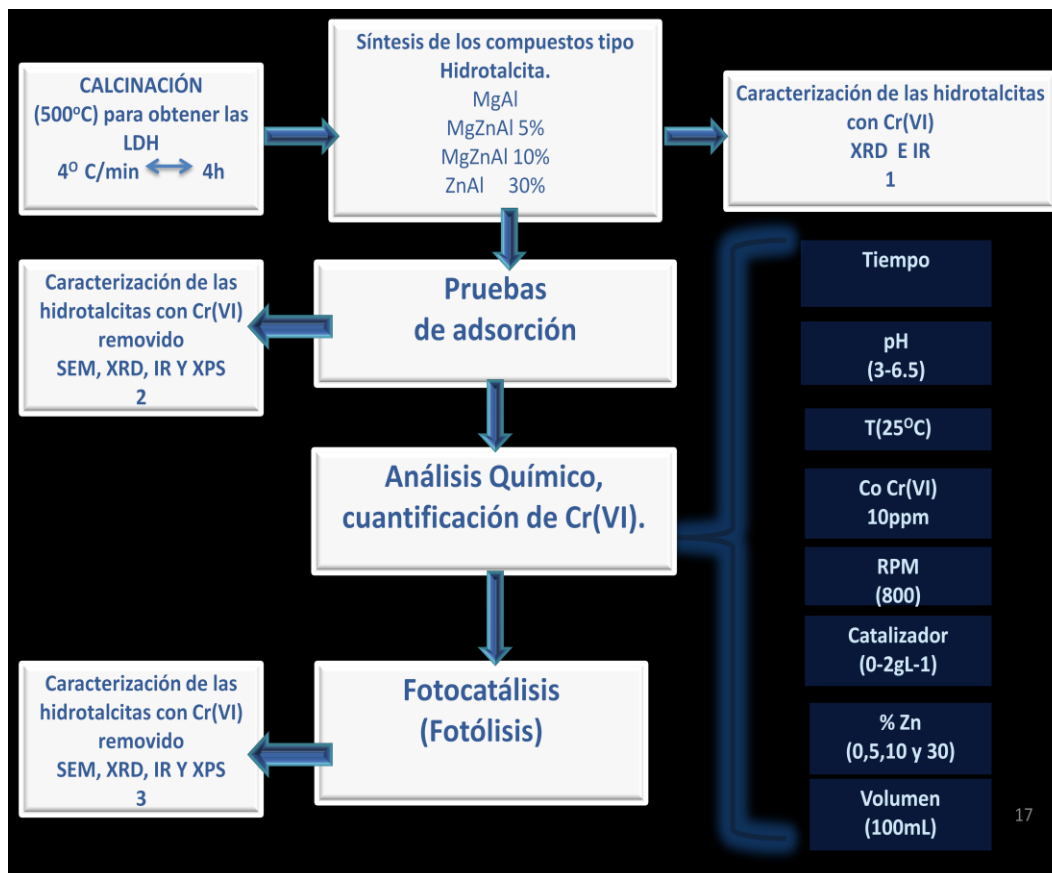 CALCINACIÓN
(500ºC) para obtener las
LDH
4º C/min 4h
Síntesis de los compuestos tipo
Hidrotalcita.
MgAl
MgZnAl 5%
MgZnAl 10%
ZnAl 30%
Caracterización de las hidrotalcitas
con Cr(VI)
XRD E IR
1
Caracterización de las
hidrotalcitas con Cr(VI)
removido
SEM, XRD, IR Y XPS
2
Pruebas
de adsorción
Análisis Químico,
cuantificación de Cr(VI).
Caracterización de las
hidrotalcitas con Cr(VI)
removido
SEM, XRD, IR Y XPS
3
Fotocatálisis
(Fotólisis)
Tiempo
pH
(3-6.5)
T(25ºC)
Co Cr(VI)
10ppm
RPM
(800)
Catalizador
(0-2gL-1)
% Zn
(0,5,10 y 30)
Volumen
(100mL)
17